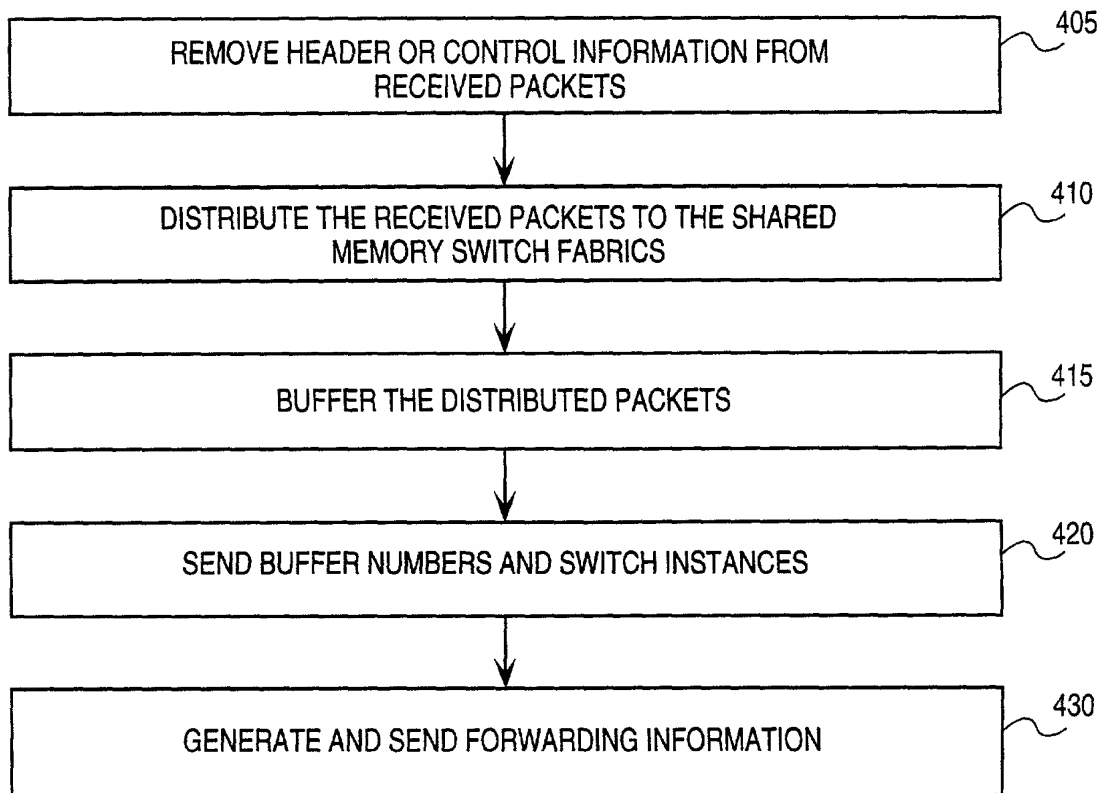 405
REMOVE HEADER OR CONTROL INFORMATION FROM
RECEIVED PACKETS
410
DISTRIBUTE THE RECEIVED PACKETS TO THE SHARED
MEMORY SWITCH FABRICS
415
BUFFER THE DISTRIBUTED PACKETS
420
SEND BUFFER NUMBERS AND SWITCH INSTANCES
430
GENERATE AND SEND FORWARDING INFORMATION